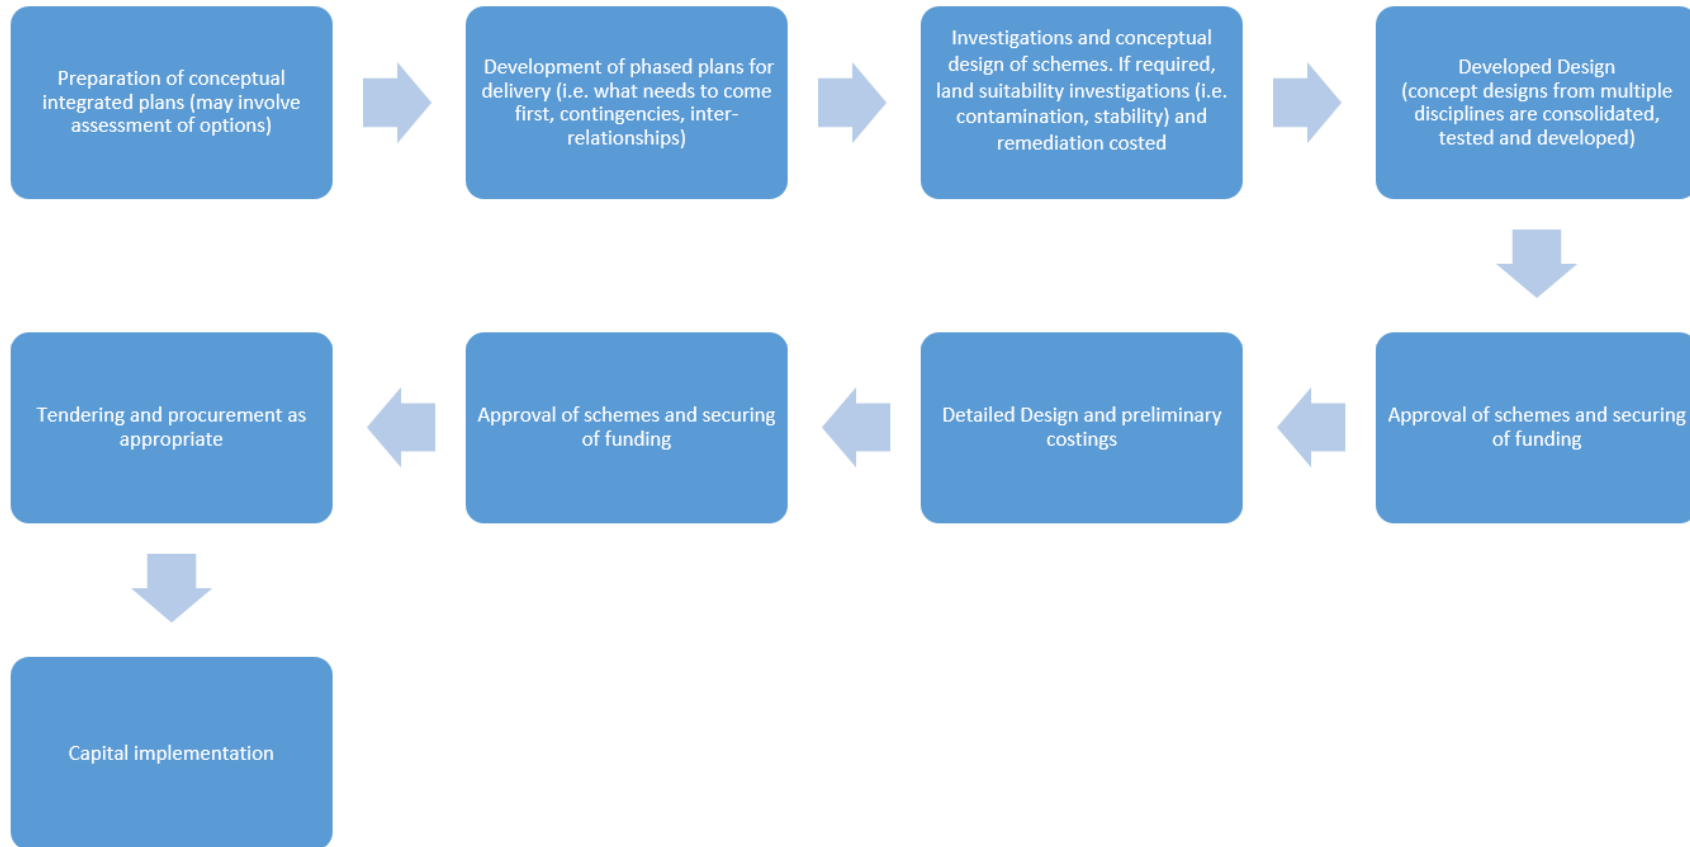 Preparation of conceptual
integrated plans (may involve
assessment of options)
Development of phased plans for
delivery (i.e. what needs to come
first, contingencies, inter-
relationships)
Investigations and conceptual
design of schemes. If required,
land suitability investigations (i.e.
contamination, stability) and
remediation costed
Developed Design
(concept designs from multiple
disciplines are consolidated,
tested and developed)
Approval of schemes and securing
of funding
Detailed Design and preliminary
costings
Approval of schemes and securing
of funding
Tendering and procurement as
appropriate
Capital implementation